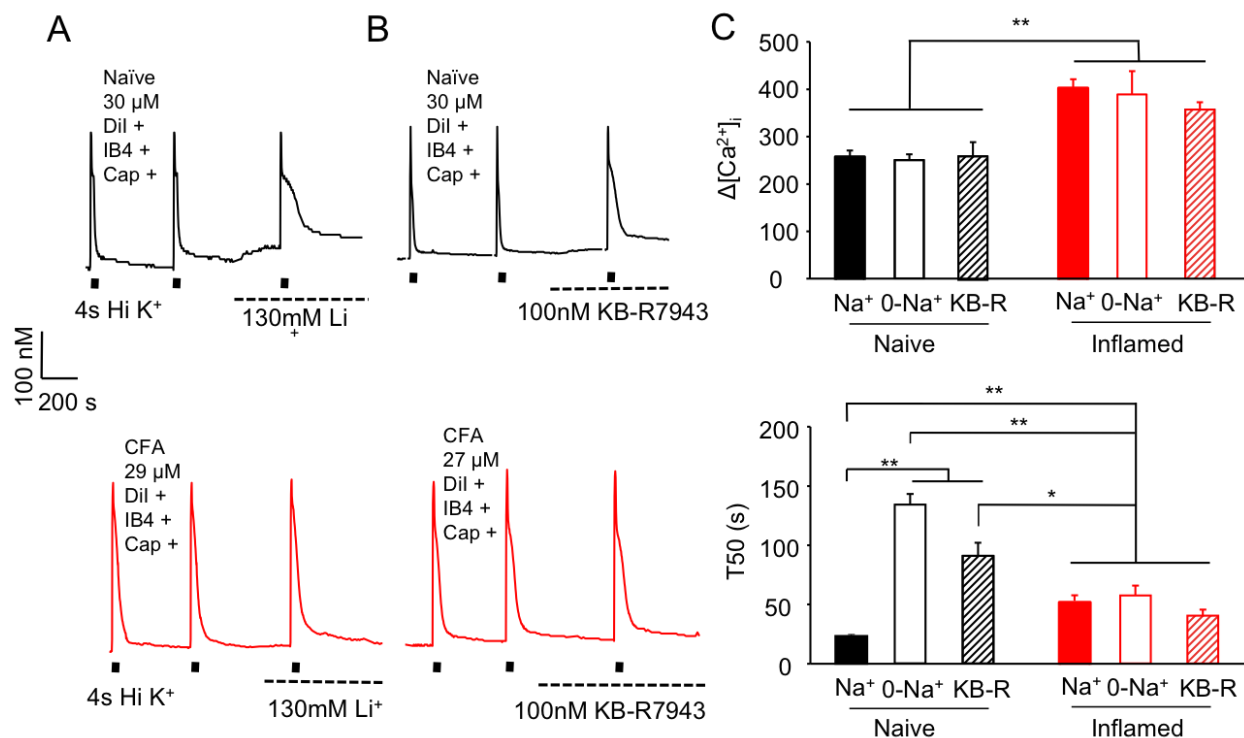 A
Naïve
30 µM
DiI +
IB4 +
Cap +
4s Hi K⁺
130mM Li
+
100 nM
200 s
CFA
29 µM
DiI +
IB4 +
Cap +
4s Hi K⁺
130mM Li⁺
B
Naïve
30 µM
DiI +
IB4 +
Cap +
100nM KB-R7943
CFA
27 µM
DiI +
IB4 +
Cap +
100nM KB-R7943
C
Δ[Ca²⁺]ᵢ
500
400
300
200
100
0
**
Na⁺ 0-Na⁺ KB-R Na⁺ 0-Na⁺ KB-R
Naive Inflamed
T50 (s)
200
150
100
50
0
**
**
**
*
Na⁺ 0-Na⁺ KB-R Na⁺ 0-Na⁺ KB-R
Naive Inflamed